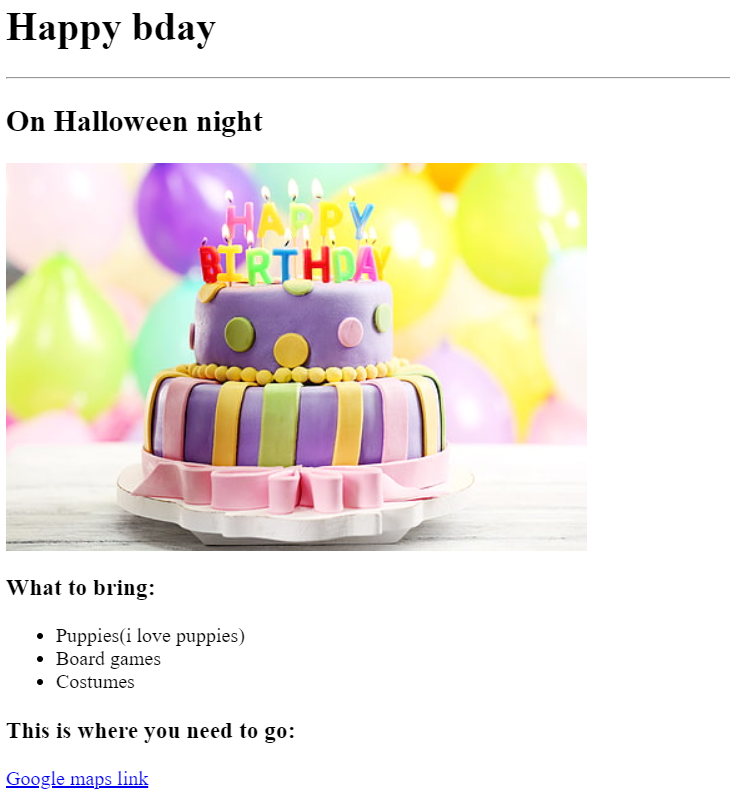 Happy bday
On Halloween night
HAPPY
BIRTHDAY
What to bring:
Puppies(i love puppies)
Board games
Costumes
This is where you need to go:
Google maps link